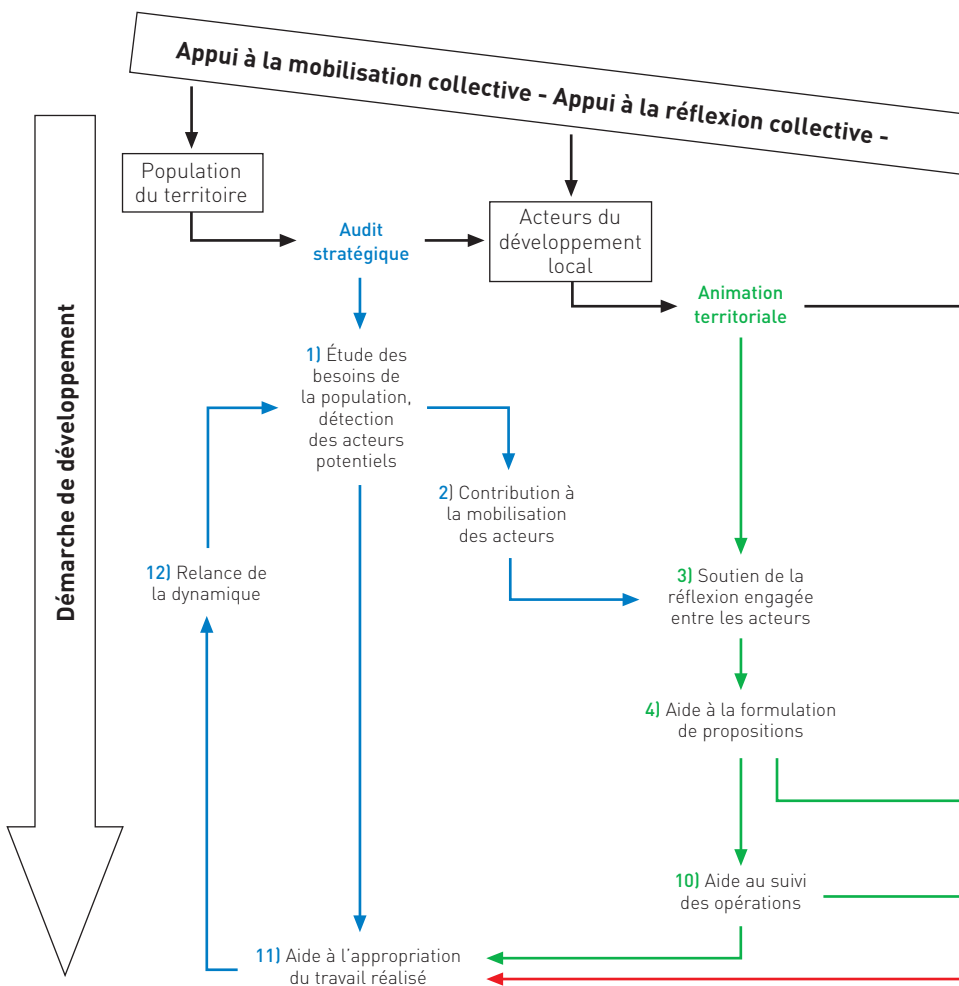 Appui à la mobilisation collective - Appui à la réflexion collective -
Démarche de développement
Population
du territoire
Audit
stratégique
Acteurs du
développement
local
Animation
territoriale
1) Étude des
besoins de
la population,
détection
des acteurs
potentiels
2) Contribution à
la mobilisation
des acteurs
12) Relance de
la dynamique
3) Soutien de la
réflexion engagée
entre les acteurs
4) Aide à la formulation
de propositions
10) Aide au suivi
des opérations
11) Aide à l'appropriation
du travail réalisé